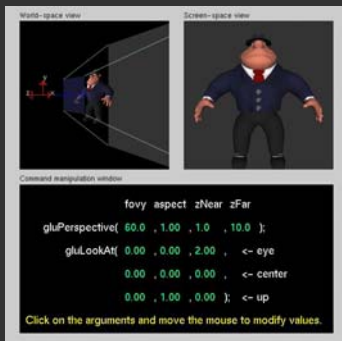 World-space view
Screen-space view
y
z
x
Command manipulation window
fovy aspect zNear zFar
gluPerspective( 60.0 , 1.00 , 1.0 , 10.0 );
gluLookAt( 0.00 , 0.00 , 2.00 , <- eye
0.00 , 0.00 , 0.00 , <- center
0.00 , 1.00 , 0.00 ); <- up
Click on the arguments and move the mouse to modify values.